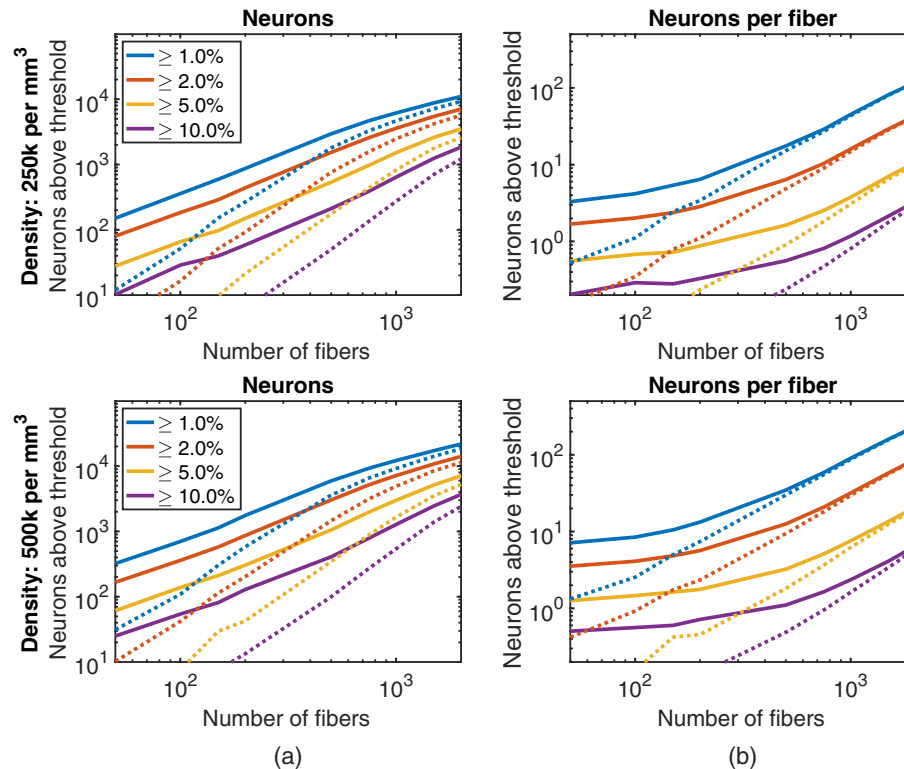 Neurons
Density: 250k per mm³
Neurons above threshold
10⁴
10³
10²
10¹
≥ 1.0%
≥ 2.0%
≥ 5.0%
≥ 10.0%
10² 10³
Number of fibers
Neurons per fiber
Neurons above threshold
10²
10¹
10⁰
10² 10³
Number of fibers
Neurons
Density: 500k per mm³
Neurons above threshold
10⁴
10³
10²
10¹
≥ 1.0%
≥ 2.0%
≥ 5.0%
≥ 10.0%
10² 10³
Number of fibers
(a)
Neurons per fiber
Neurons above threshold
10²
10¹
10⁰
10² 10³
Number of fibers
(b)